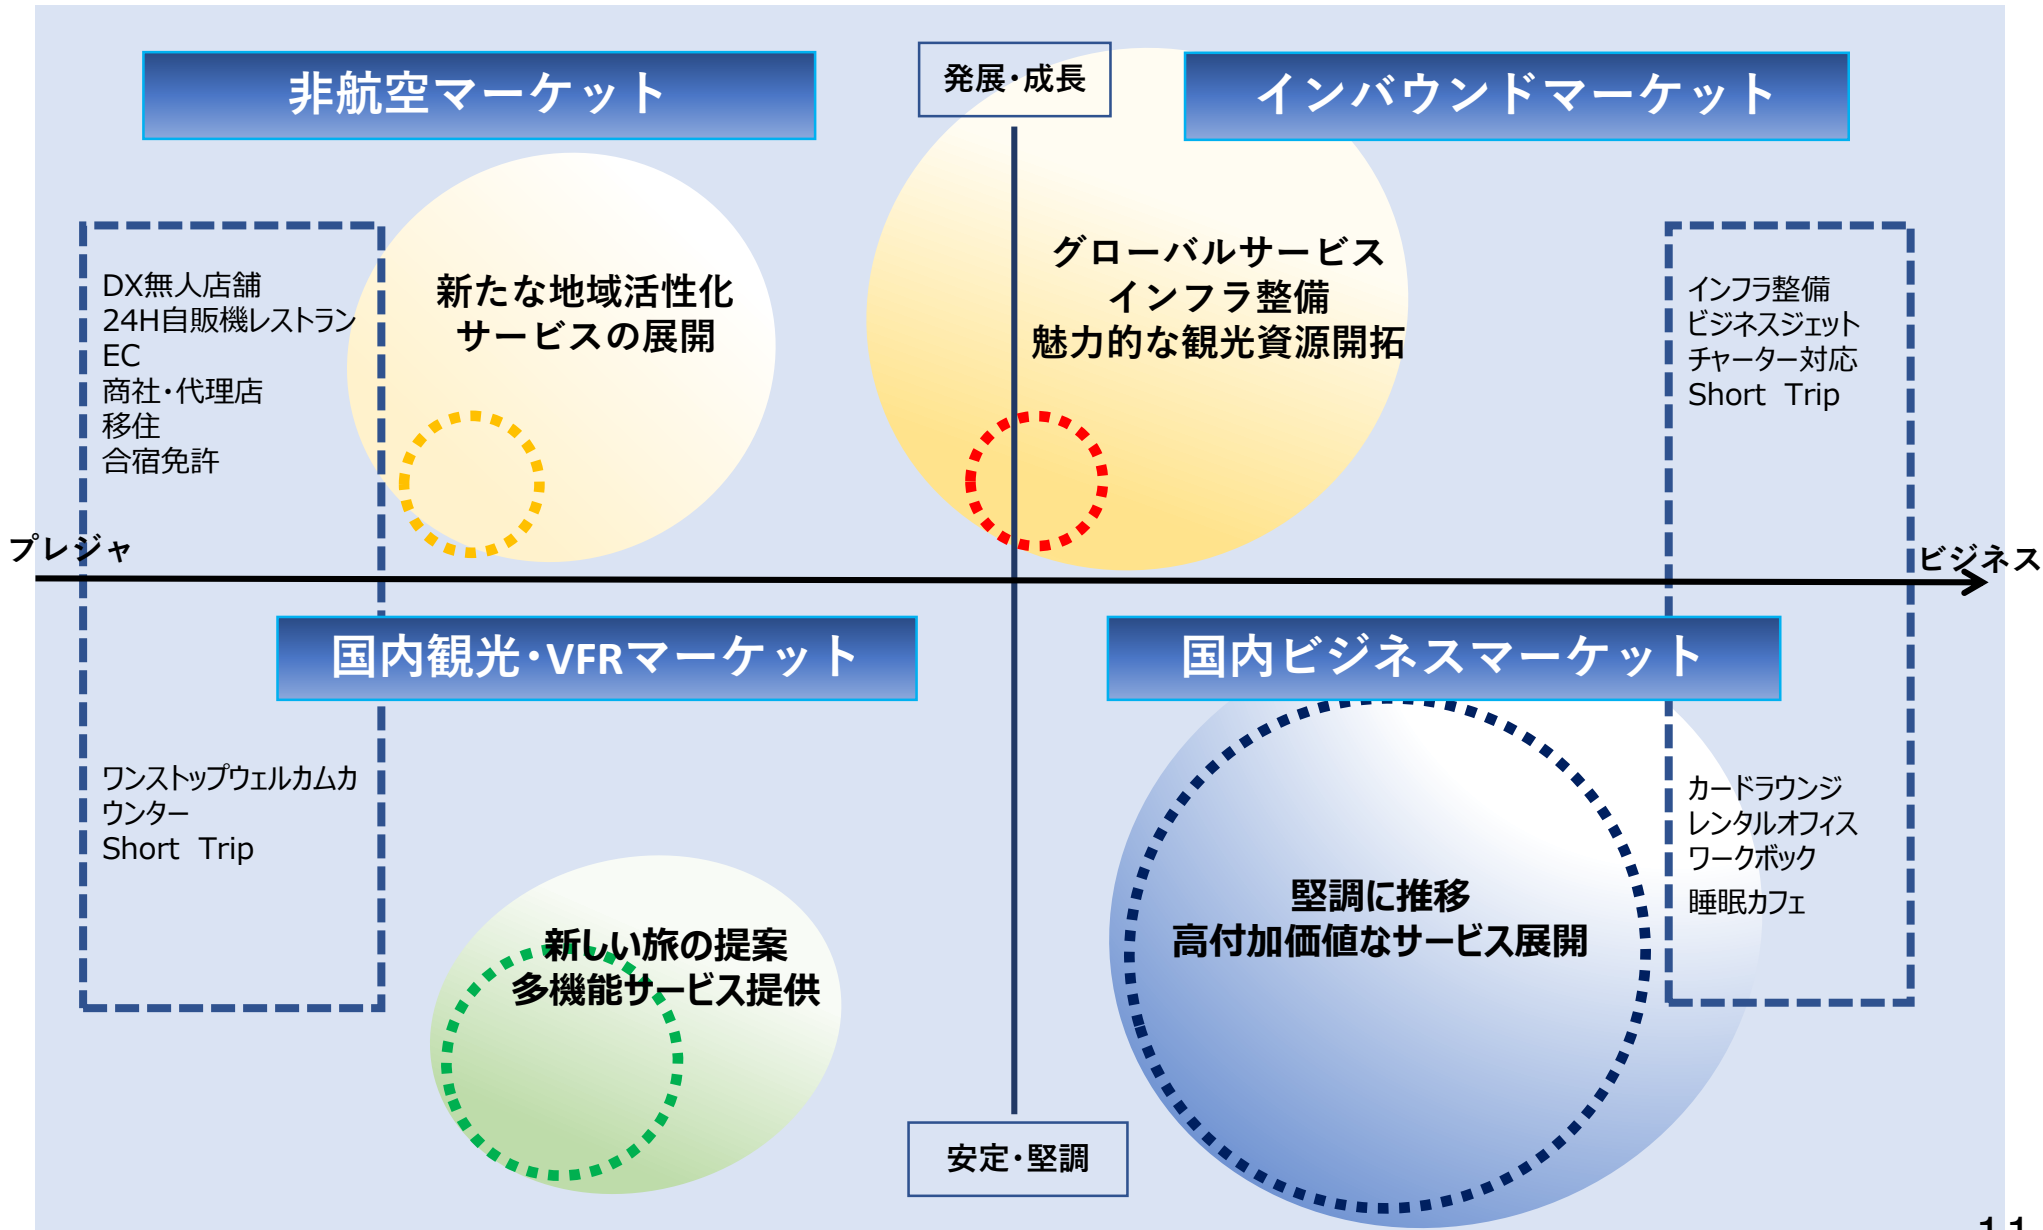 非航空マーケット
発展・成長
インバウンドマーケット
DX無人店舗
24H自販機レストラン
EC
商社・代理店
移住
合宿免許
新たな地域活性化
サービスの展開
グローバルサービス
インフラ整備
魅力的な観光資源開拓
インフラ整備
ビジネスジェット
チャーター対応
Short Trip
プレジャ
ビジネス
国内観光・VFRマーケット
国内ビジネスマーケット
ワンストップウェルカムカ
ウンター
Short Trip
新しい旅の提案
多機能サービス提供
堅調に推移
高付加価値なサービス展開
カードラウンジ
レンタルオフィス
ワークボック
睡眠カフェ
安定・堅調
11